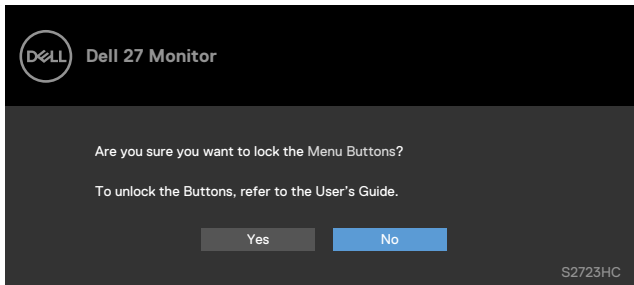 DELL
Dell 27 Monitor
Are you sure you want to lock the Menu Buttons?
To unlock the Buttons, refer to the User's Guide.
Yes No
S2723HC